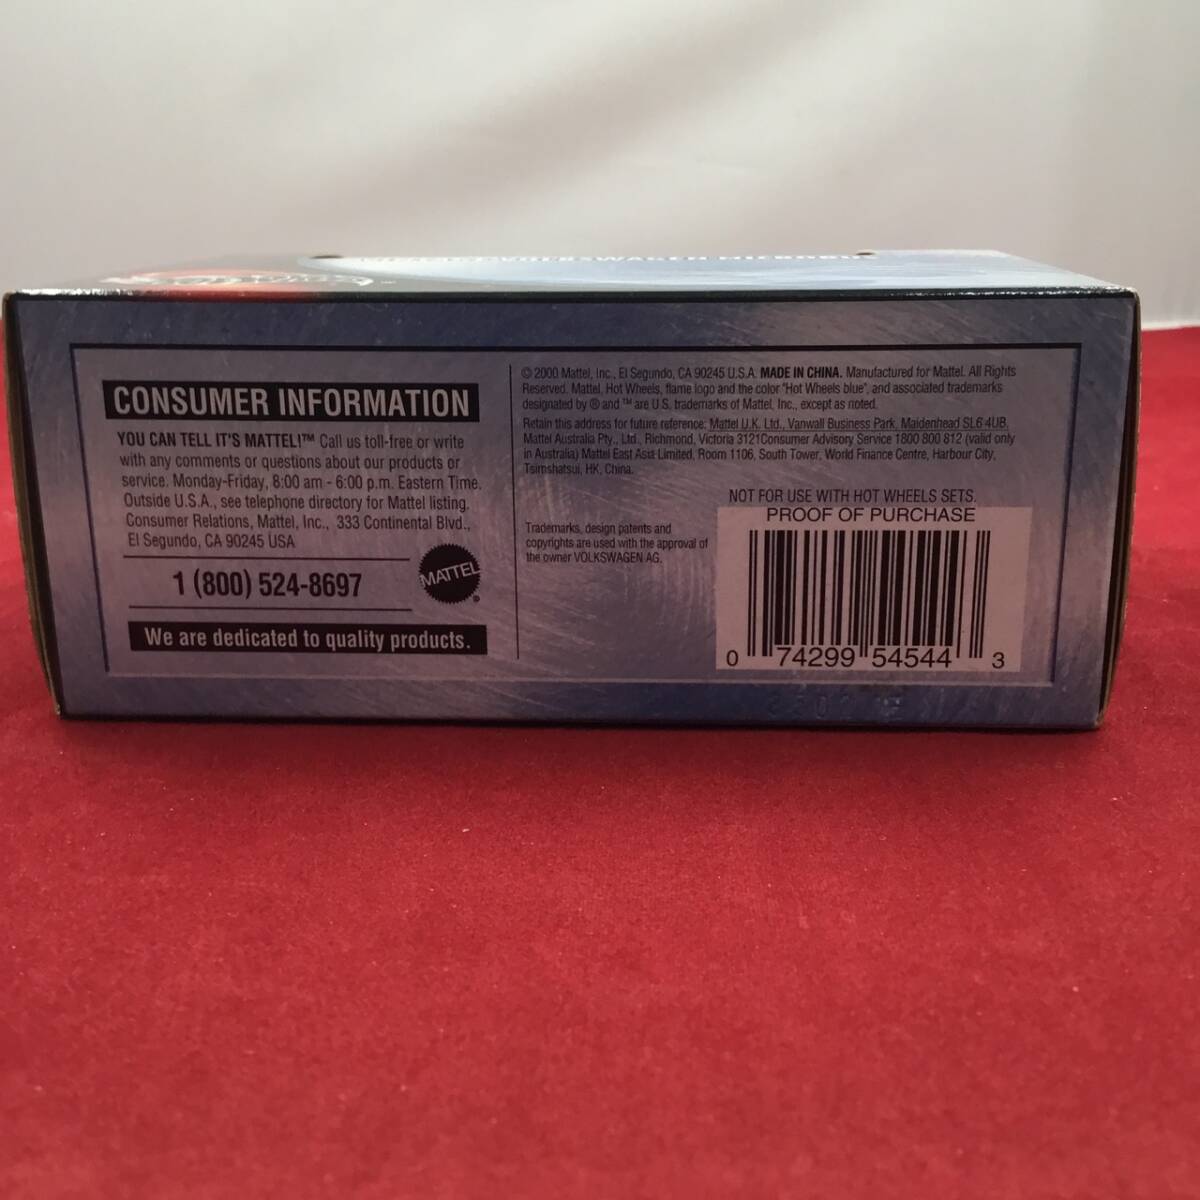 CONSUMER INFORMATION
YOU CAN TELL IT'S MATTEL!™ Call us toll-free or write
with any comments or questions about our products or
service. Monday-Friday, 8:00 am - 6:00 p.m. Eastern Time.
Outside U.S.A., see telephone directory for Mattel listing.
Consumer Relations, Mattel, Inc., 333 Continental Blvd.,
El Segundo, CA 90245 USA
1 (800) 524-8697
MATTEL®
We are dedicated to quality products.
© 2000 Mattel, Inc., El Segundo, CA 90245 U.S.A. MADE IN CHINA. Manufactured for Mattel. All Rights
Reserved. Mattel, Hot Wheels, flame logo and the color "Hot Wheels blue", and associated trademarks
designated by ® and ™ are U.S. trademarks of Mattel, Inc., except as noted.
Retain this address for future reference: Mattel U.K. Ltd., Vanwall Business Park, Maidenhead SL6 4UB.
Mattel Australia Pty., Ltd., Richmond, Victoria 3121Consumer Advisory Service 1800 800 812 (valid only
in Australia) Mattel East Asia Limited, Room 1106, South Tower, World Finance Centre, Harbour City,
Tsimshatsui, HK, China.
Trademarks, design patents and
copyrights are used with the approval of
the owner VOLKSWAGEN AG.
NOT FOR USE WITH HOT WHEELS SETS.
PROOF OF PURCHASE
0 74299 54544 3